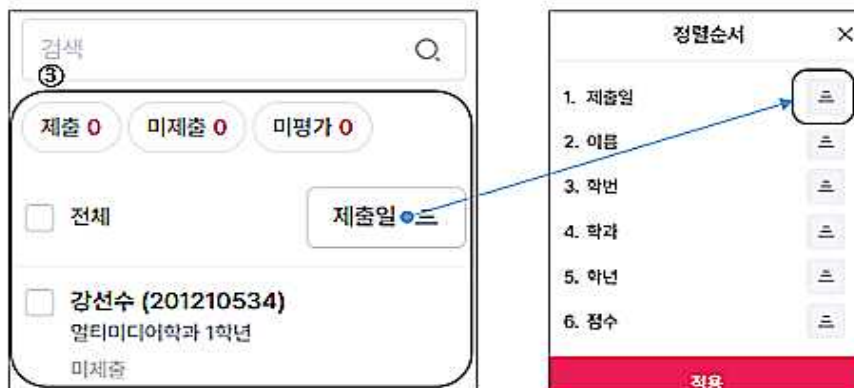 검색
③
제출 0 미제출 0 미평가 0
전체
제출일
강선수 (201210534)
멀티미디어학과 1학년
미제출
정렬순서
1. 제출일
2. 이름
3. 학번
4. 학과
5. 학년
6. 점수
적용